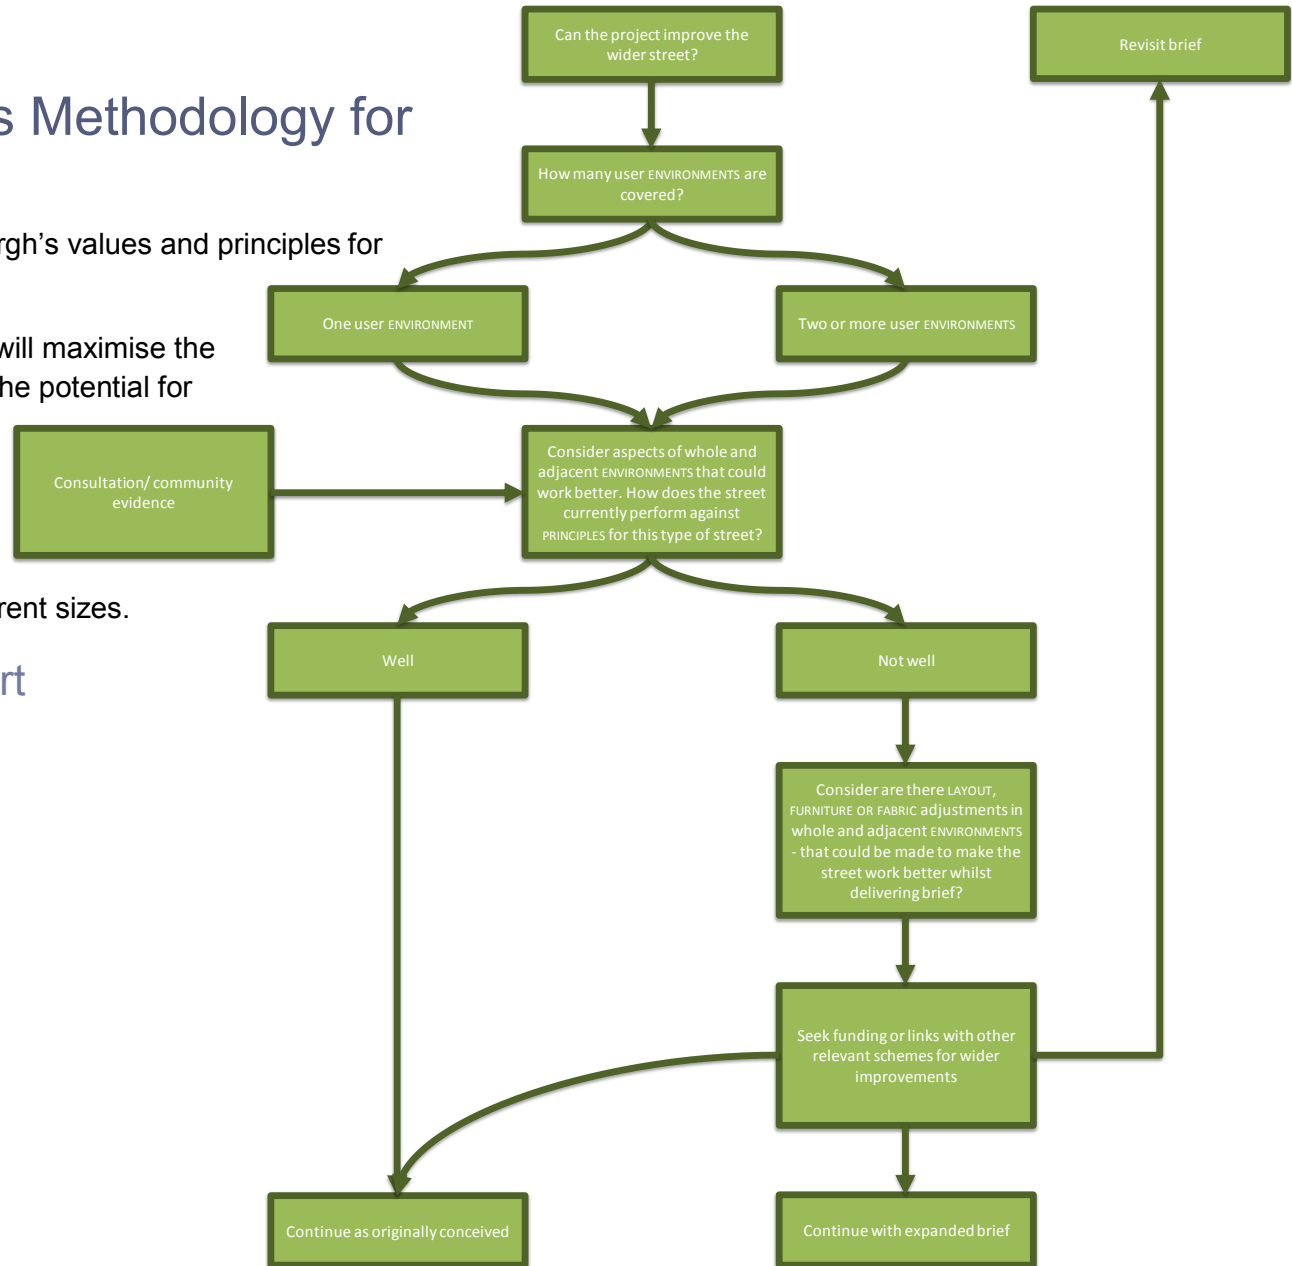 Can the project improve the
wider street?
Revisit brief
s Methodology for
How many user ENVIRONMENTS are
covered?
rgh's values and principles for
One user ENVIRONMENT
Two or more user ENVIRONMENTS
will maximise the
he potential for
Consultation/ community
evidence
Consider aspects of whole and
adjacent ENVIRONMENTS that could
work better. How does the street
currently perform against
PRINCIPLES for this type of street?
rent sizes.
rt
Well
Not well
Consider are there LAYOUT,
FURNITURE OR FABRIC adjustments in
whole and adjacent ENVIRONMENTS
- that could be made to make the
street work better whilst
delivering brief?
Seek funding or links with other
relevant schemes for wider
improvements
Continue as originally conceived
Continue with expanded brief